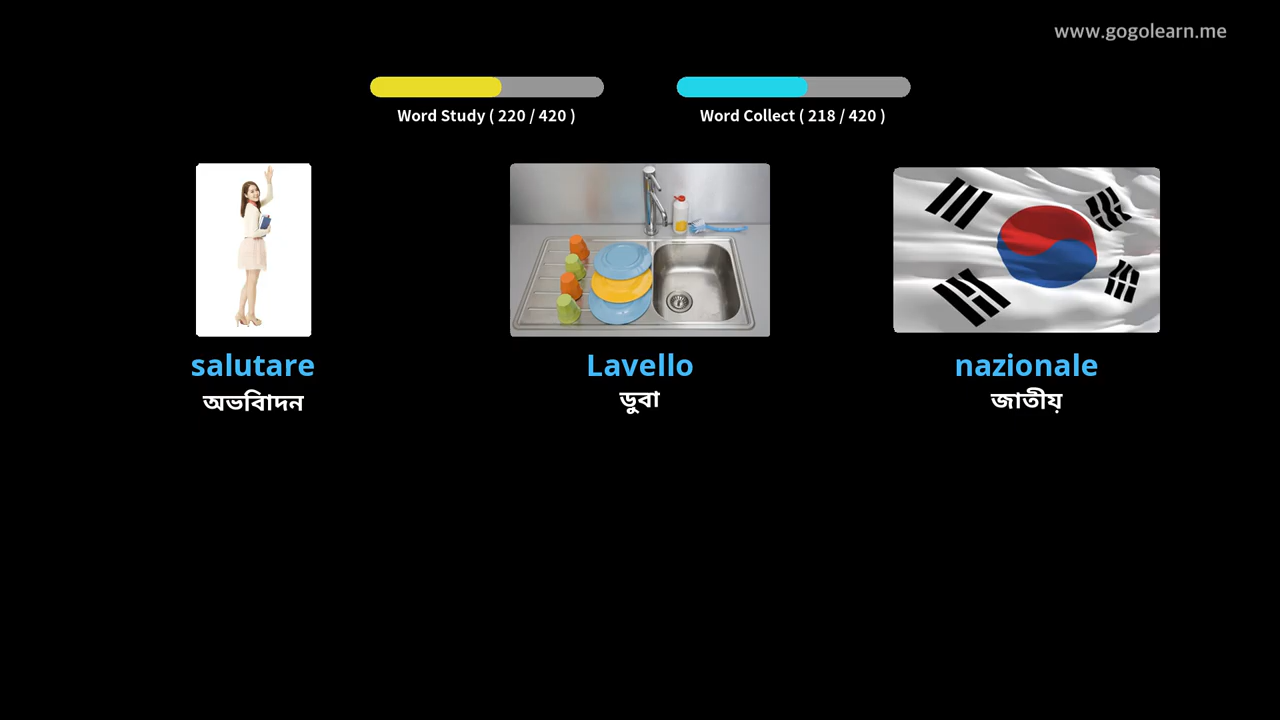 www.gogolearn.me
Word Study ( 220 / 420 )
Word Collect ( 218 / 420 )
salutare
Lavello
nazionale
অভিবাদন
ডুবা
জাতীয়